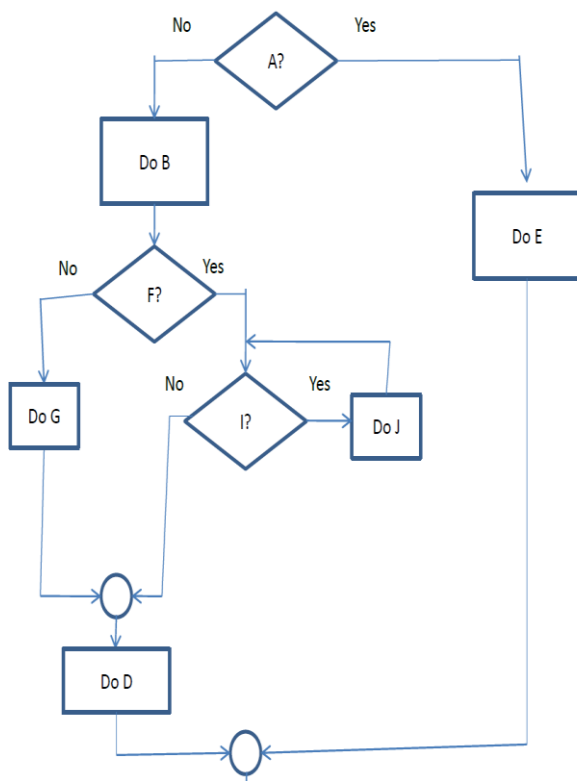 No
Yes
A?
Do B
Do E
No
Yes
F?
No
Yes
Do G
I?
Do J
Do D